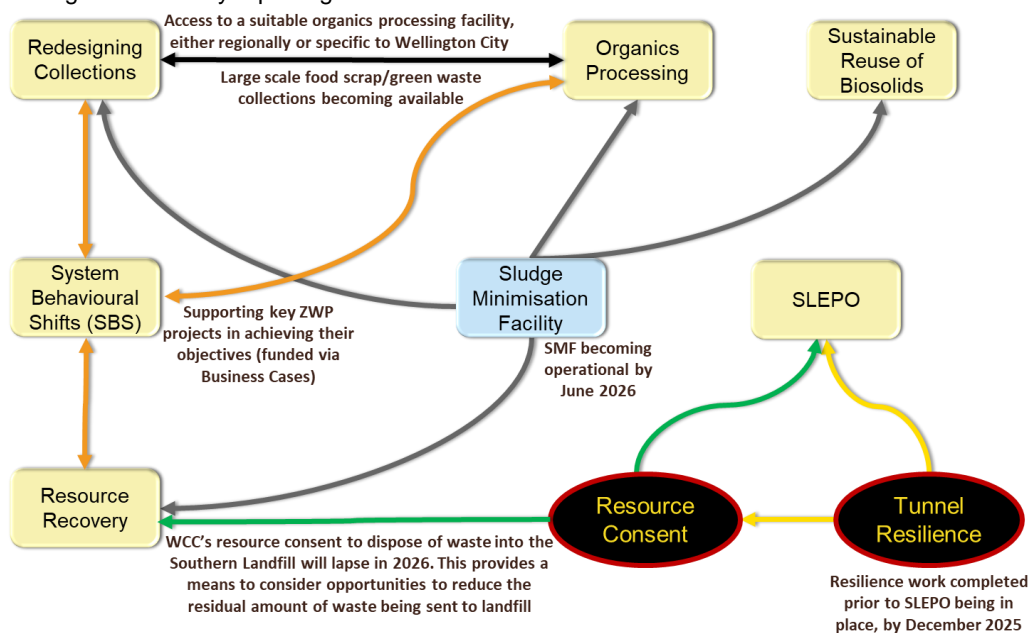 Access to a suitable organics processing facility,
either regionally or specific to Wellington City
Redesigning
Collections
Organics
Processing
Sustainable
Reuse of
Biosolids
Large scale food scrap/green waste
collections becoming available
System
Behavioural
Shifts (SBS)
Supporting key ZWP
projects in achieving their
objectives (funded via
Business Cases)
Sludge
Minimisation
Facility
SMF becoming
operational by
June 2026
SLEPO
Resource
Recovery
Resource
Consent
Tunnel
Resilience
WCC's resource consent to dispose of waste into the
Southern Landfill will lapse in 2026. This provides a
means to consider opportunities to reduce the
residual amount of waste being sent to landfill
Resilience work completed
prior to SLEPO being in
place, by December 2025